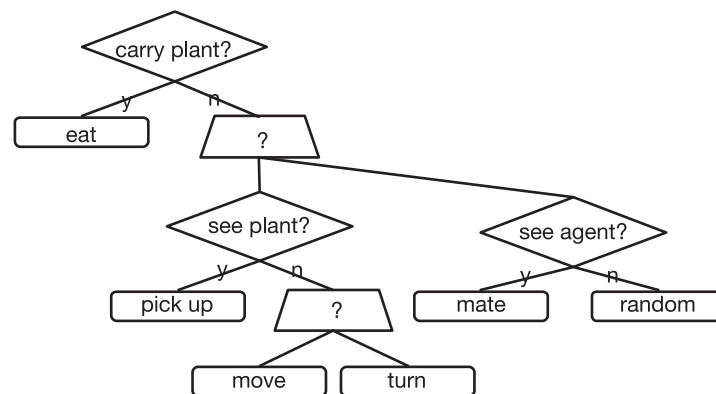 carry plant?
y
n
eat
?
see plant?
see agent?
y
n
y
n
pick up
?
mate
random
move
turn